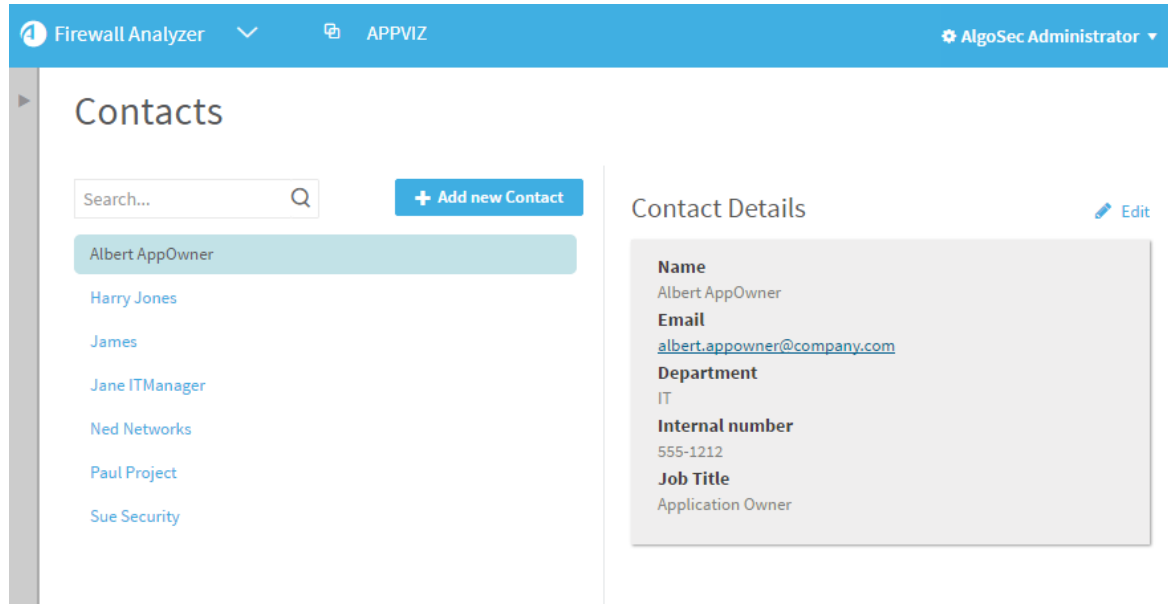 Firewall Analyzer
APPVIZ
AlgoSec Administrator
Contacts
Search...
Add new Contact
Albert AppOwner
Harry Jones
James
Jane ITManager
Ned Networks
Paul Project
Sue Security
Contact Details
Edit
Name
Albert AppOwner
Email
albert.appowner@company.com
Department
IT
Internal number
555-1212
Job Title
Application Owner